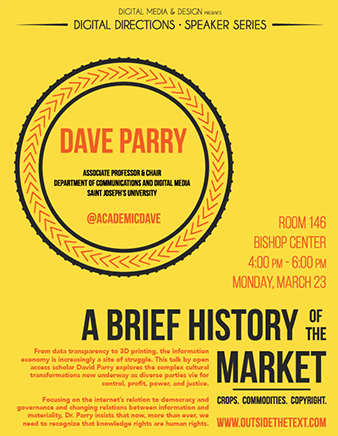 DIGITAL MEDIA & DESIGN PRESENTS
DIGITAL DIRECTIONS • SPEAKER SERIES
DAVE PARRY
ASSOCIATE PROFESSOR & CHAIR
DEPARTMENT OF COMMUNICATIONS AND DIGITAL MEDIA
SAINT JOSEPH'S UNIVERSITY
@ACADEMICDAVE
ROOM 146
BISHOP CENTER
4:00 PM - 6:00 PM
MONDAY, MARCH 23
A BRIEF HISTORY OF THE
MARKET
CROPS. COMMODITIES. COPYRIGHT.
From data transparency to 3D printing, the information
economy is increasingly a site of struggle. This talk by open
access scholar David Parry explores the complex cultural
transformations now underway as diverse parties vie for
control, profit, power, and justice.
Focusing on the internet's relation to democracy and
governance and changing relations between information and
materiality, Dr. Parry insists that now, more than ever, we
need to recognize that knowledge rights are human rights.
WWW.OUTSIDETHETEXT.COM